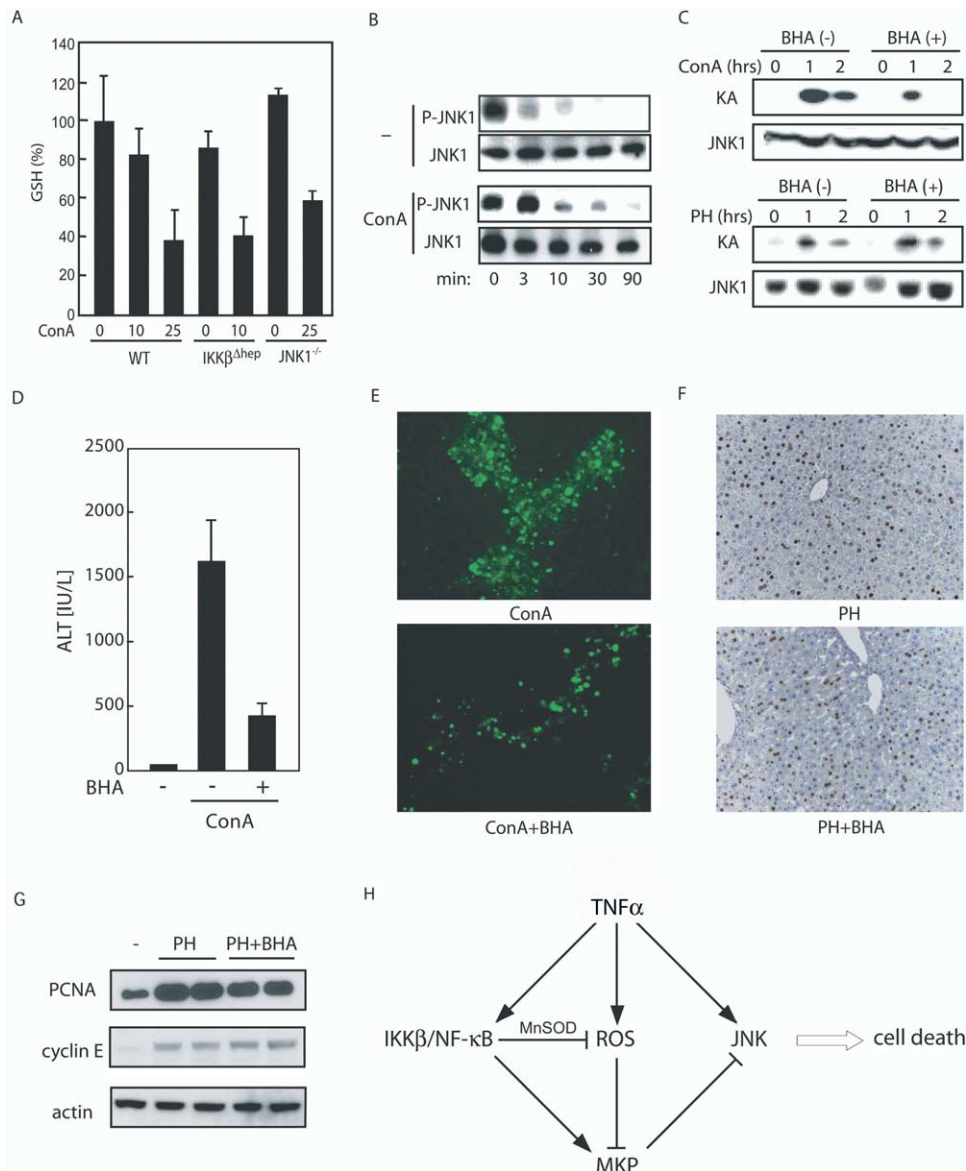 A
GSH (%)
140
120
100
80
60
40
20
0
ConA 0 10 25 0 10 0 25
WT IKKβΔhep JNK1-/-
B
– P-JNK1
JNK1
ConA P-JNK1
JNK1
min: 0 3 10 30 90
C
BHA (-) BHA (+)
ConA (hrs) 0 1 2 0 1 2
KA
JNK1
BHA (-) BHA (+)
PH (hrs) 0 1 2 0 1 2
KA
JNK1
D
ALT [IU/L]
2500
2000
1500
1000
500
0
BHA - - +
ConA
E
ConA
ConA+BHA
F
PH
PH+BHA
G
- PH PH+BHA
PCNA
cyclin E
actin
H
TNFα
IKKβ/NF-κB MnSOD ROS JNK cell death
MKP